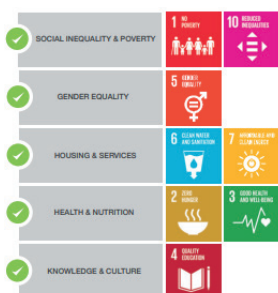 SOCIAL INEQUALITY & POVERTY
1 NO POVERTY
10 REDUCED INEQUALITIES
GENDER EQUALITY
5 GENDER EQUALITY
HOUSING & SERVICES
6 CLEAN WATER AND SANITATION
7 AFFORDABLE AND CLEAN ENERGY
HEALTH & NUTRITION
2 ZERO HUNGER
3 GOOD HEALTH AND WELL-BEING
KNOWLEDGE & CULTURE
4 QUALITY EDUCATION